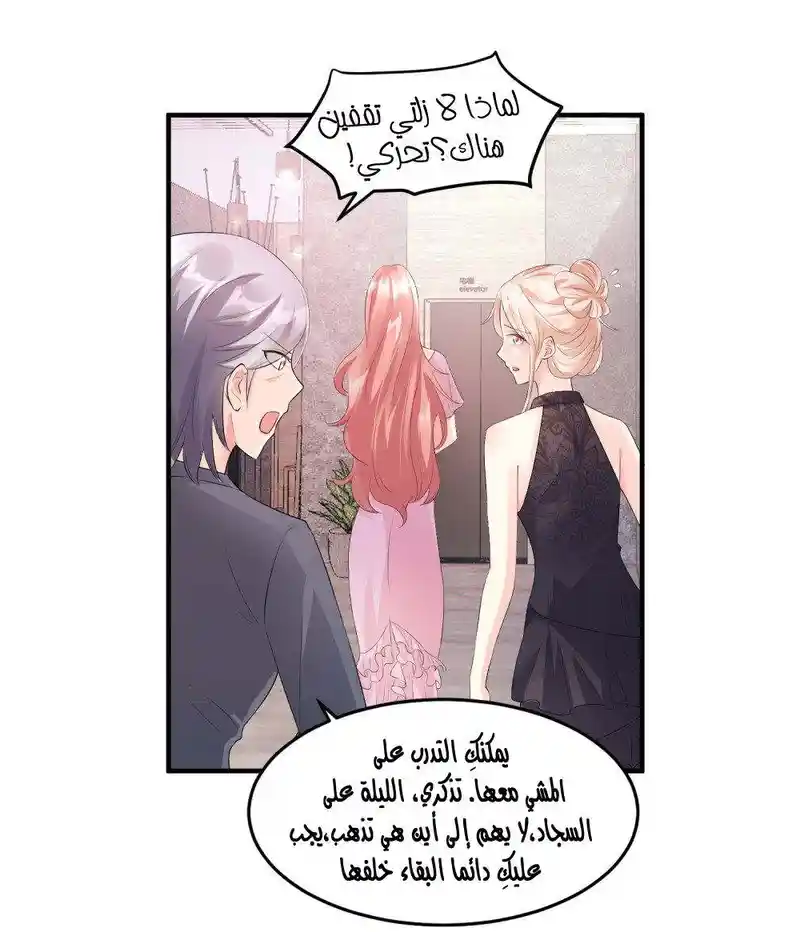 لماذا لا زلتي تقفين
هناك؟تحركي!
elevator
يمكنكِ التدرب على
المشي معها. تذكري، الليلة على
السجاد،لا يهم إلى أين هي تذهب،يجب
عليكِ دائما البقاء خلفها